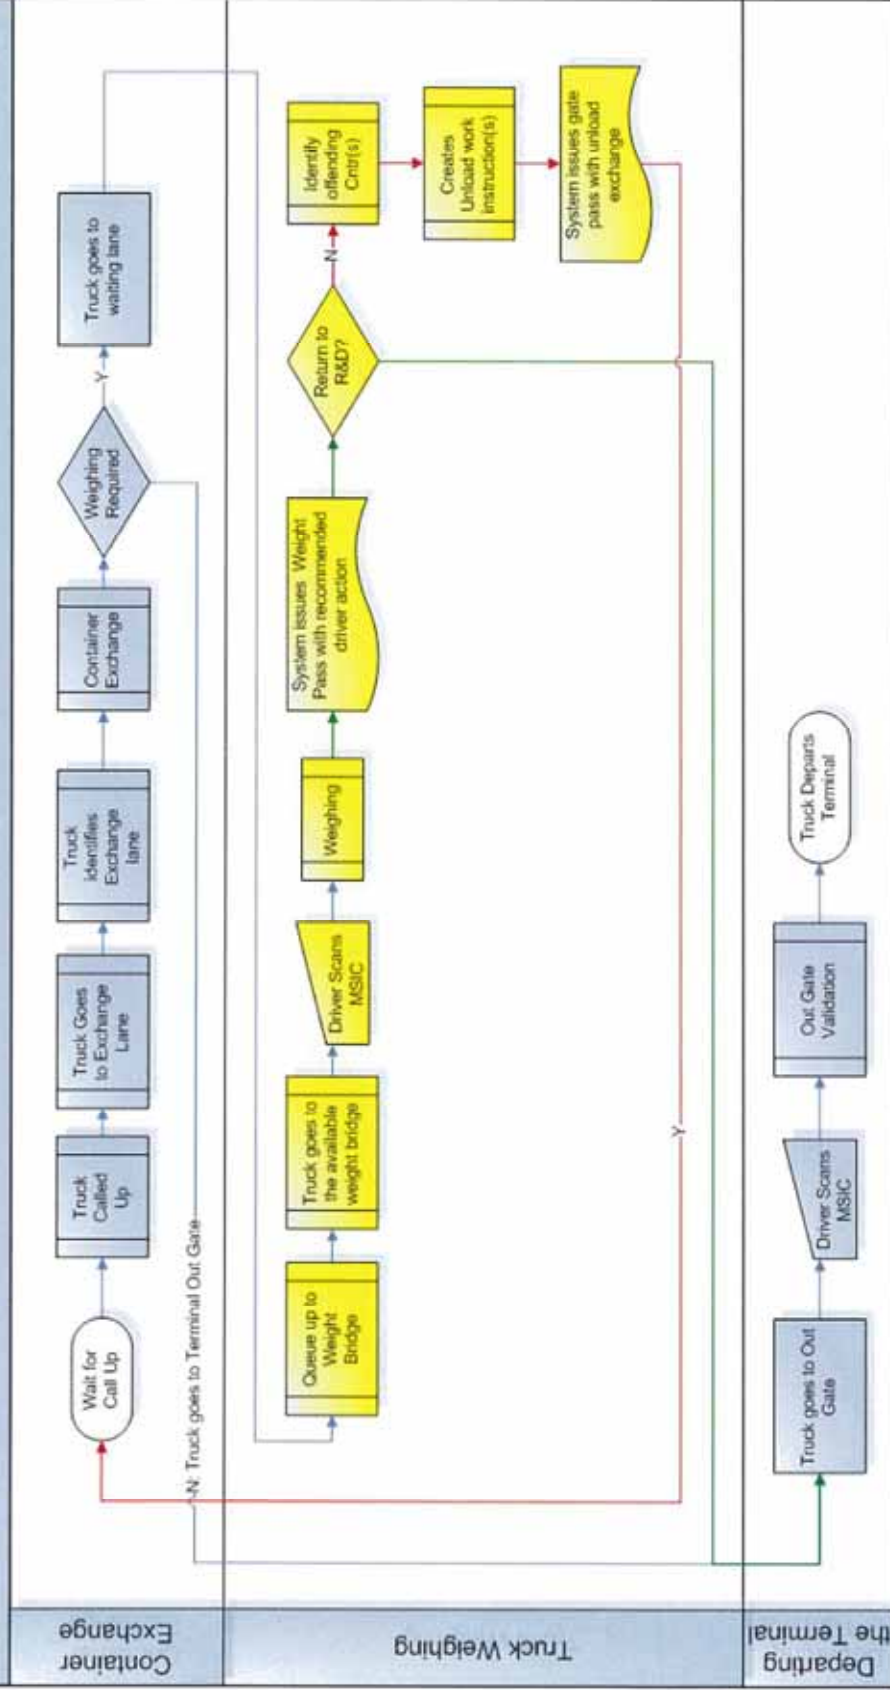 Container
Exchange
Wait for
Call Up
Truck
Called
Up
Truck Goes
to Exchange
Lane
Truck
identifies
Exchange
lane
Container
Exchange
Weighing
Required
Y
Truck goes to
waiting lane
N: Truck goes to Terminal Out Gate
Truck Weighing
Queue up to
Weight
Bridge
Truck goes to
the available
weight bridge
Driver Scans
MSIC
Weighing
System issues Weight
Pass with recommended
driver action
Return to
R&D?
N
Identify
offending
Cntr(s)
Creates
Unload work
instruction(s)
System issues gate
pass with unload
exchange
Y
Departing
the Terminal
Truck goes to Out
Gate
Driver Scans
MSIC
Out Gate
Validation
Truck Departs
Terminal